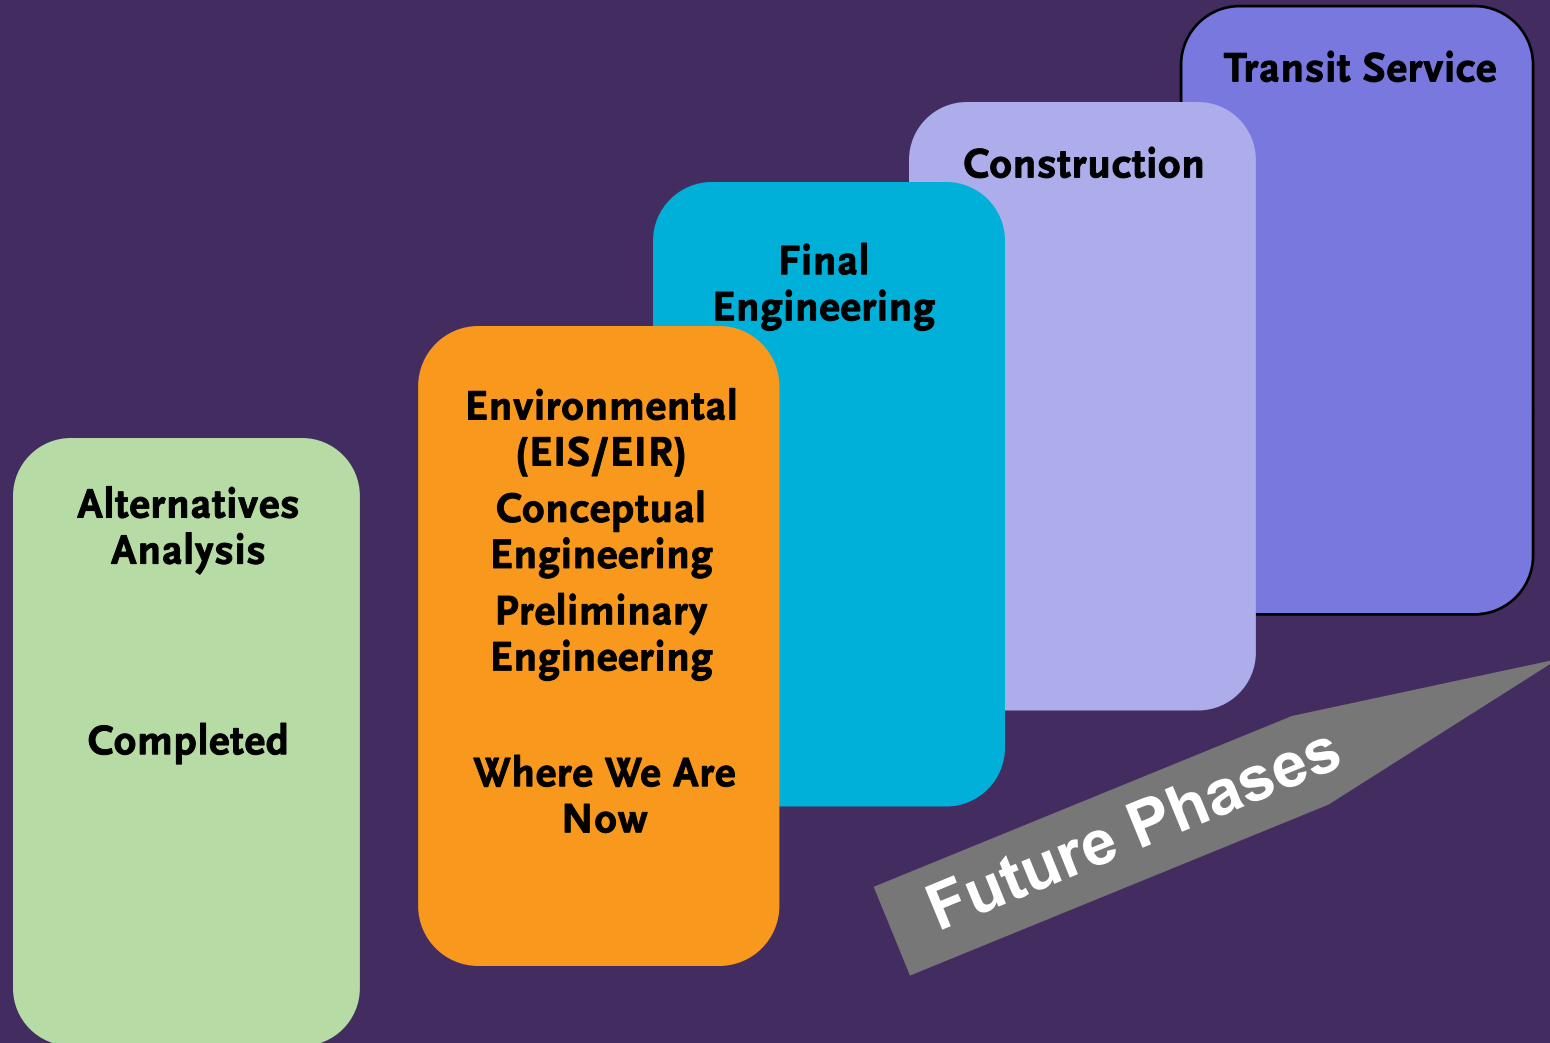 Alternatives
Analysis
Completed
Environmental
(EIS/EIR)
Conceptual
Engineering
Preliminary
Engineering
Where We Are
Now
Final
Engineering
Construction
Transit Service
Future Phases